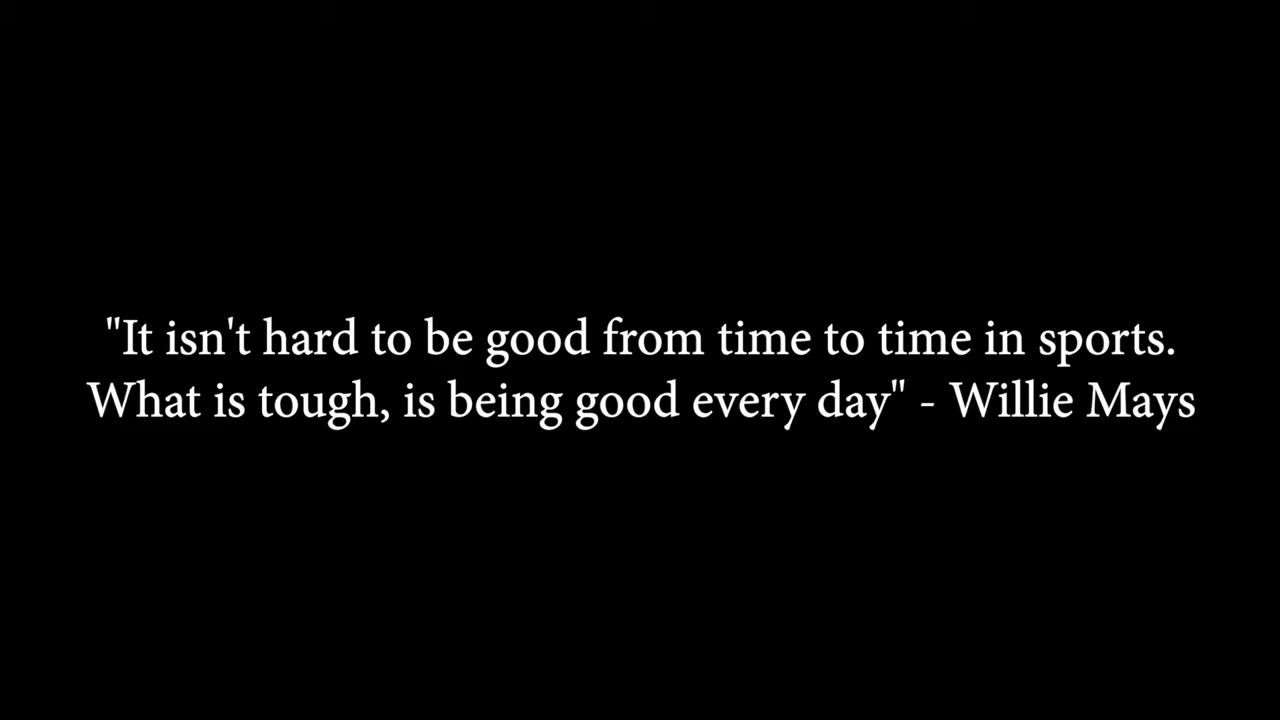 "It isn't hard to be good from time to time in sports.
What is tough, is being good every day" - Willie Mays